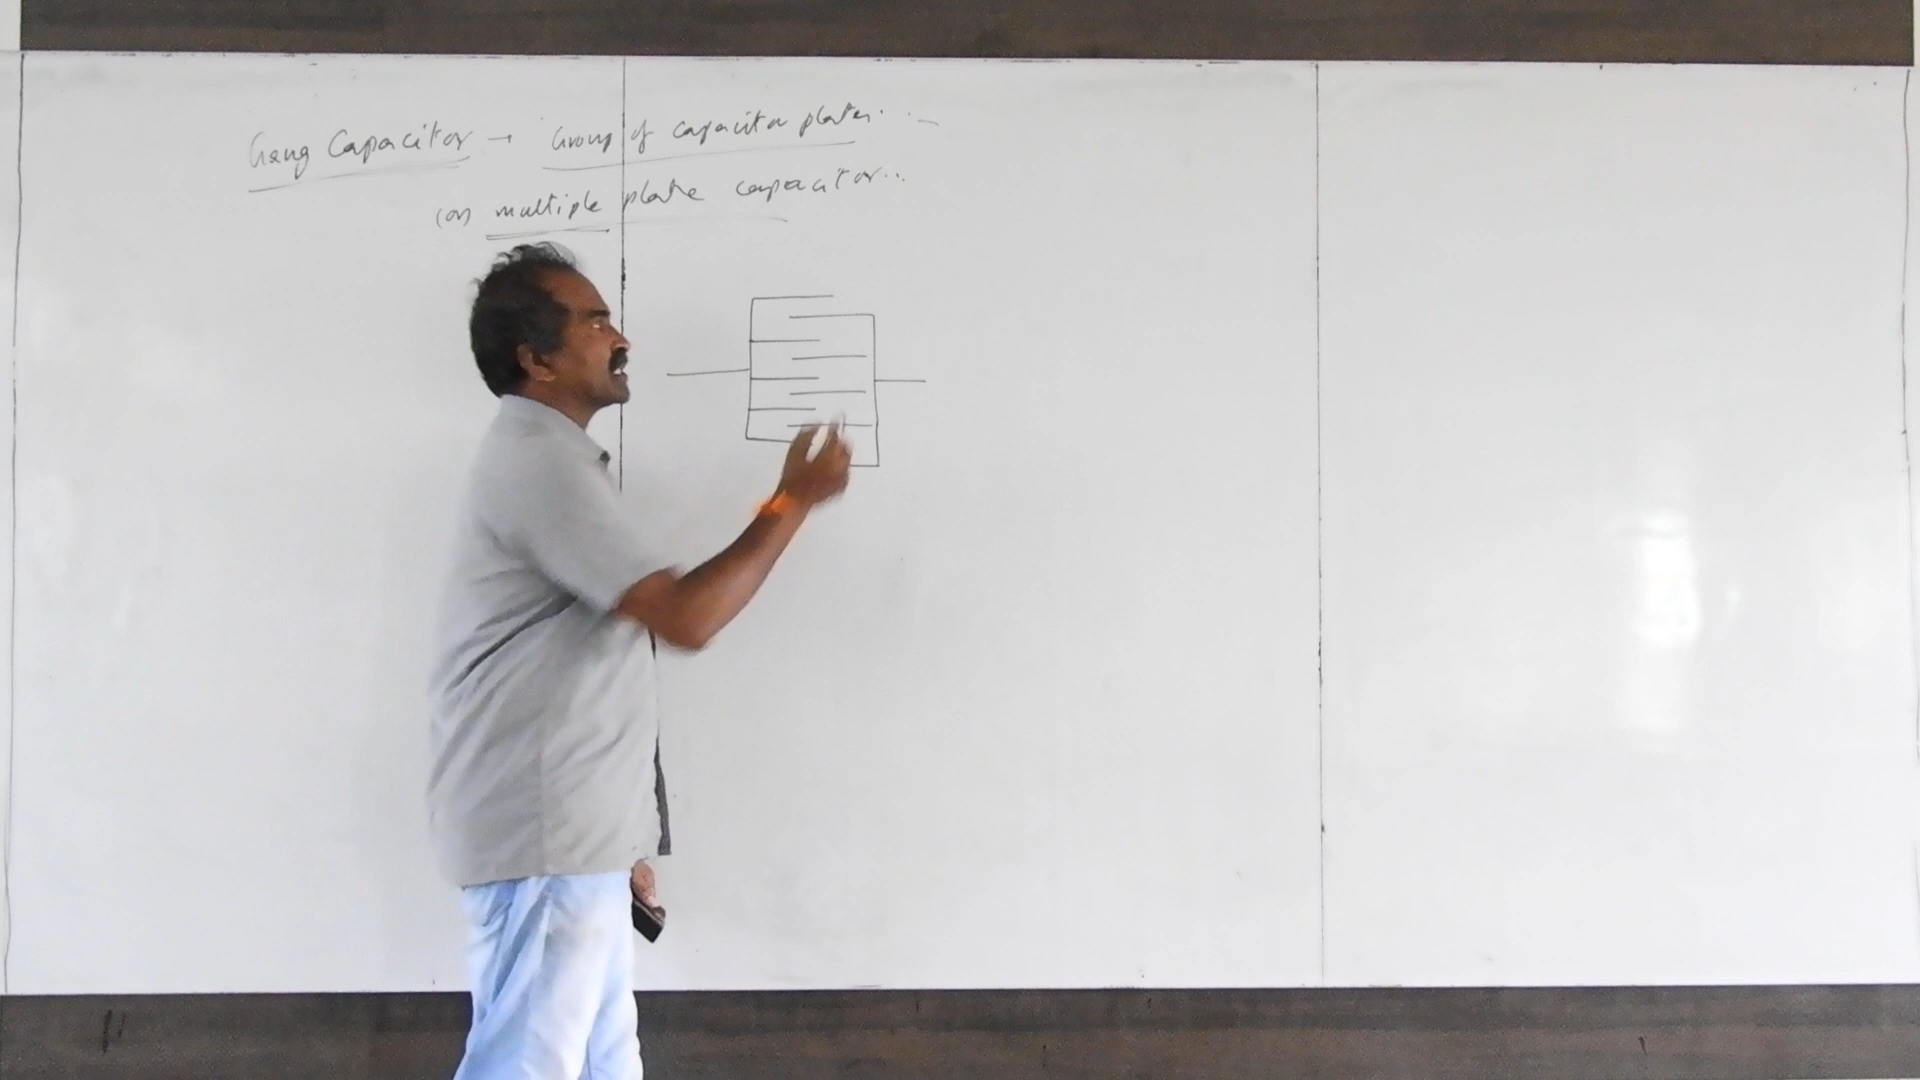 Gang Capacitor → Group of capacitor plates...
(or) multiple plate capacitor...